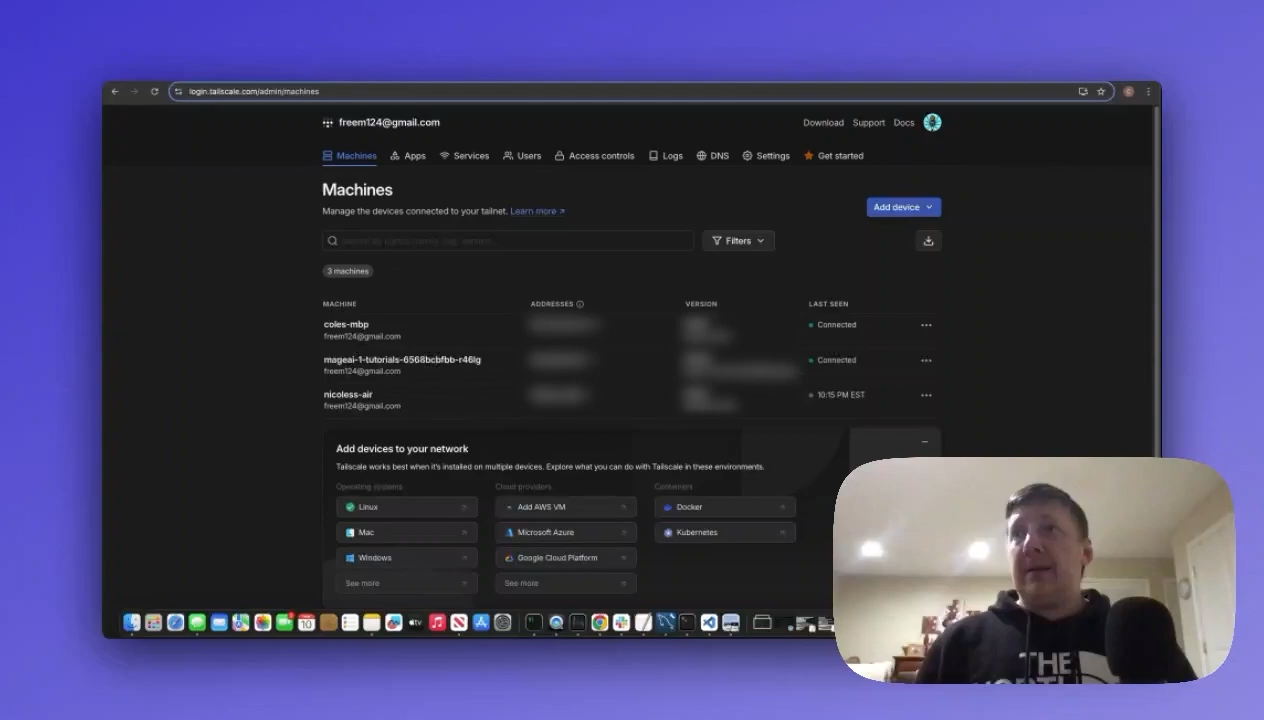 login.tailscale.com/admin/machines
freem124@gmail.com
Download Support Docs
Machines Apps Services Users Access controls Logs DNS Settings Get started
Machines
Manage the devices connected to your tailnet. Learn more
Add device
Filters
3 machines
MACHINE ADDRESSES VERSION LAST SEEN
coles-mbp Connected
freem124@gmail.com
mageai-1-tutorials-6568bcbfbb-r46lg Connected
freem124@gmail.com
nicoless-air 10:15 PM EST
freem124@gmail.com
Add devices to your network
Tailscale works best when it's installed on multiple devices. Explore what you can do with Tailscale in these environments.
Operating systems Cloud providers Containers
Linux Add AWS VM Docker
Mac Microsoft Azure Kubernetes
Windows Google Cloud Platform
See more See more
10
tv
THE
NORTH